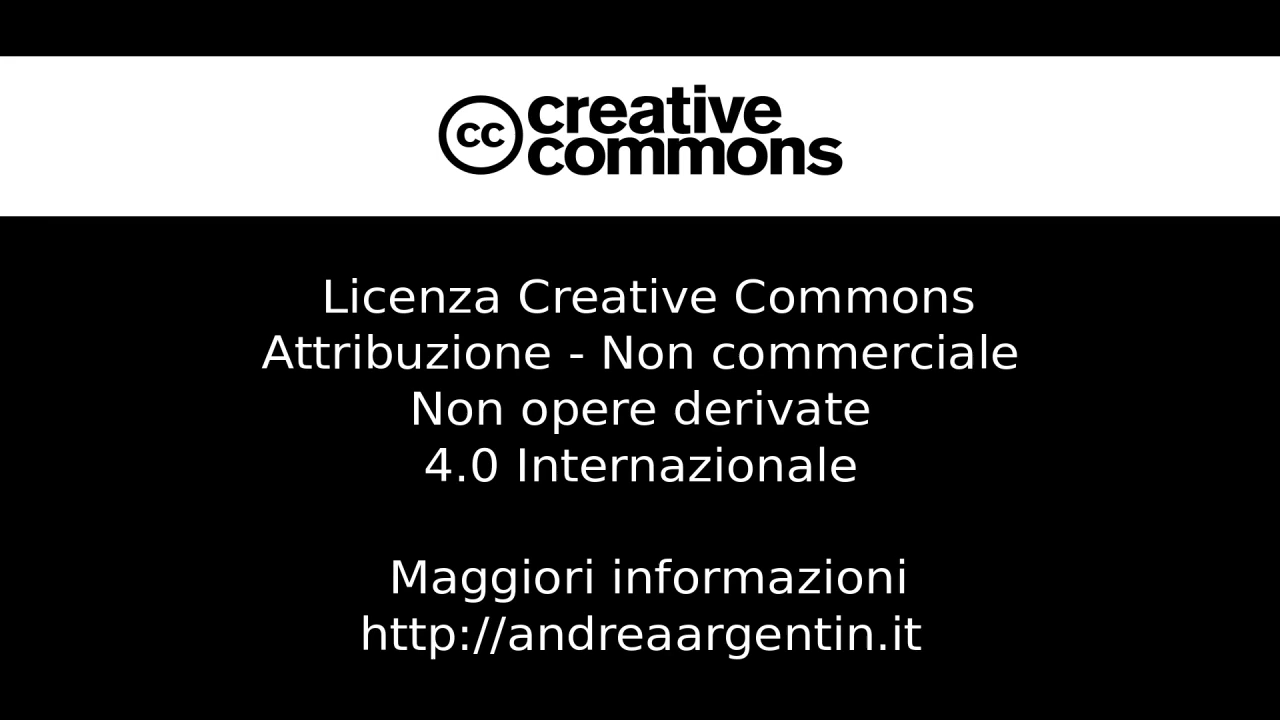 cc creative
commons
Licenza Creative Commons
Attribuzione - Non commerciale
Non opere derivate
4.0 Internazionale
Maggiori informazioni
http://andreaargentin.it